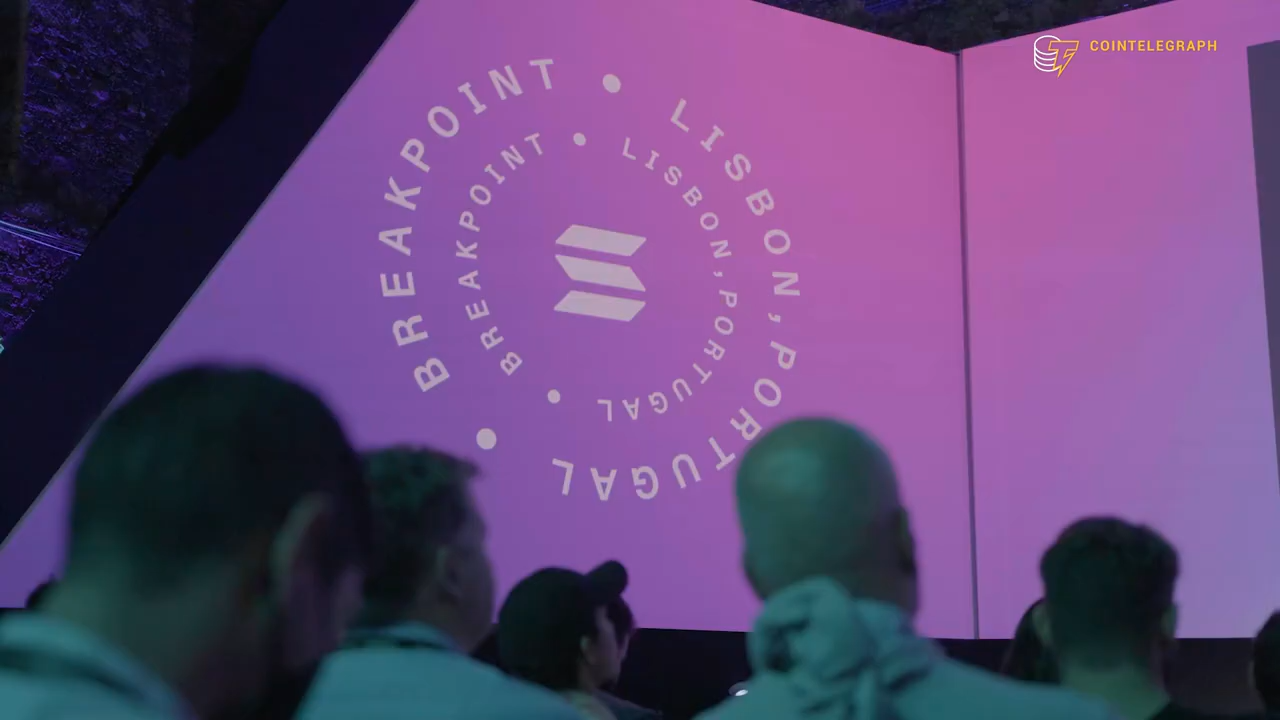 COINTELEGRAPH
BREAKPOINT • LISBON, PORTUGAL •
BREAKPOINT • LISBON, PORTUGAL •